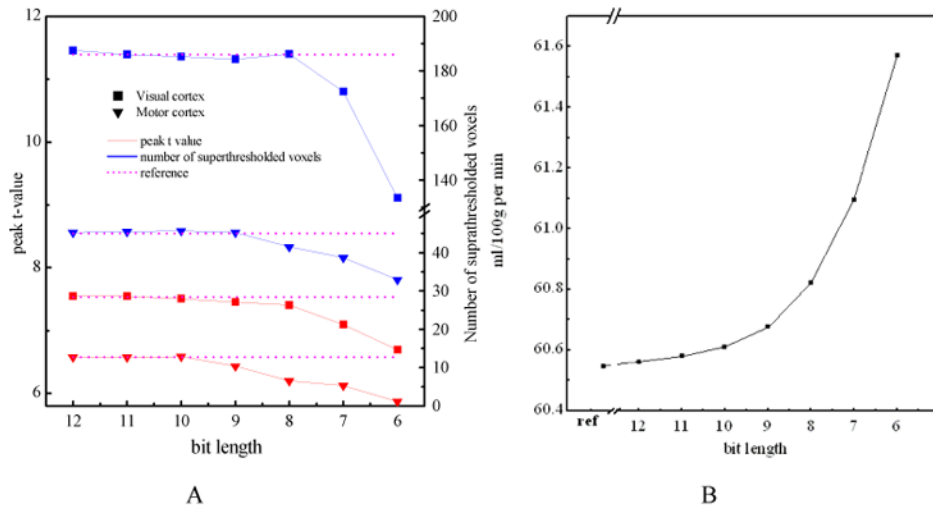 12
11
10
8
7
6
peak t-value
Visual cortex
Motor cortex
peak t value
number of superthresholded voxels
reference
200
180
160
140
40
30
20
10
0
Number of suprathresholded voxels
12 11 10 9 8 7 6
bit length
A
61.6
61.4
61.2
61.0
60.8
60.6
60.4
ml/100g per min
ref 12 11 10 9 8 7 6
bit length
B